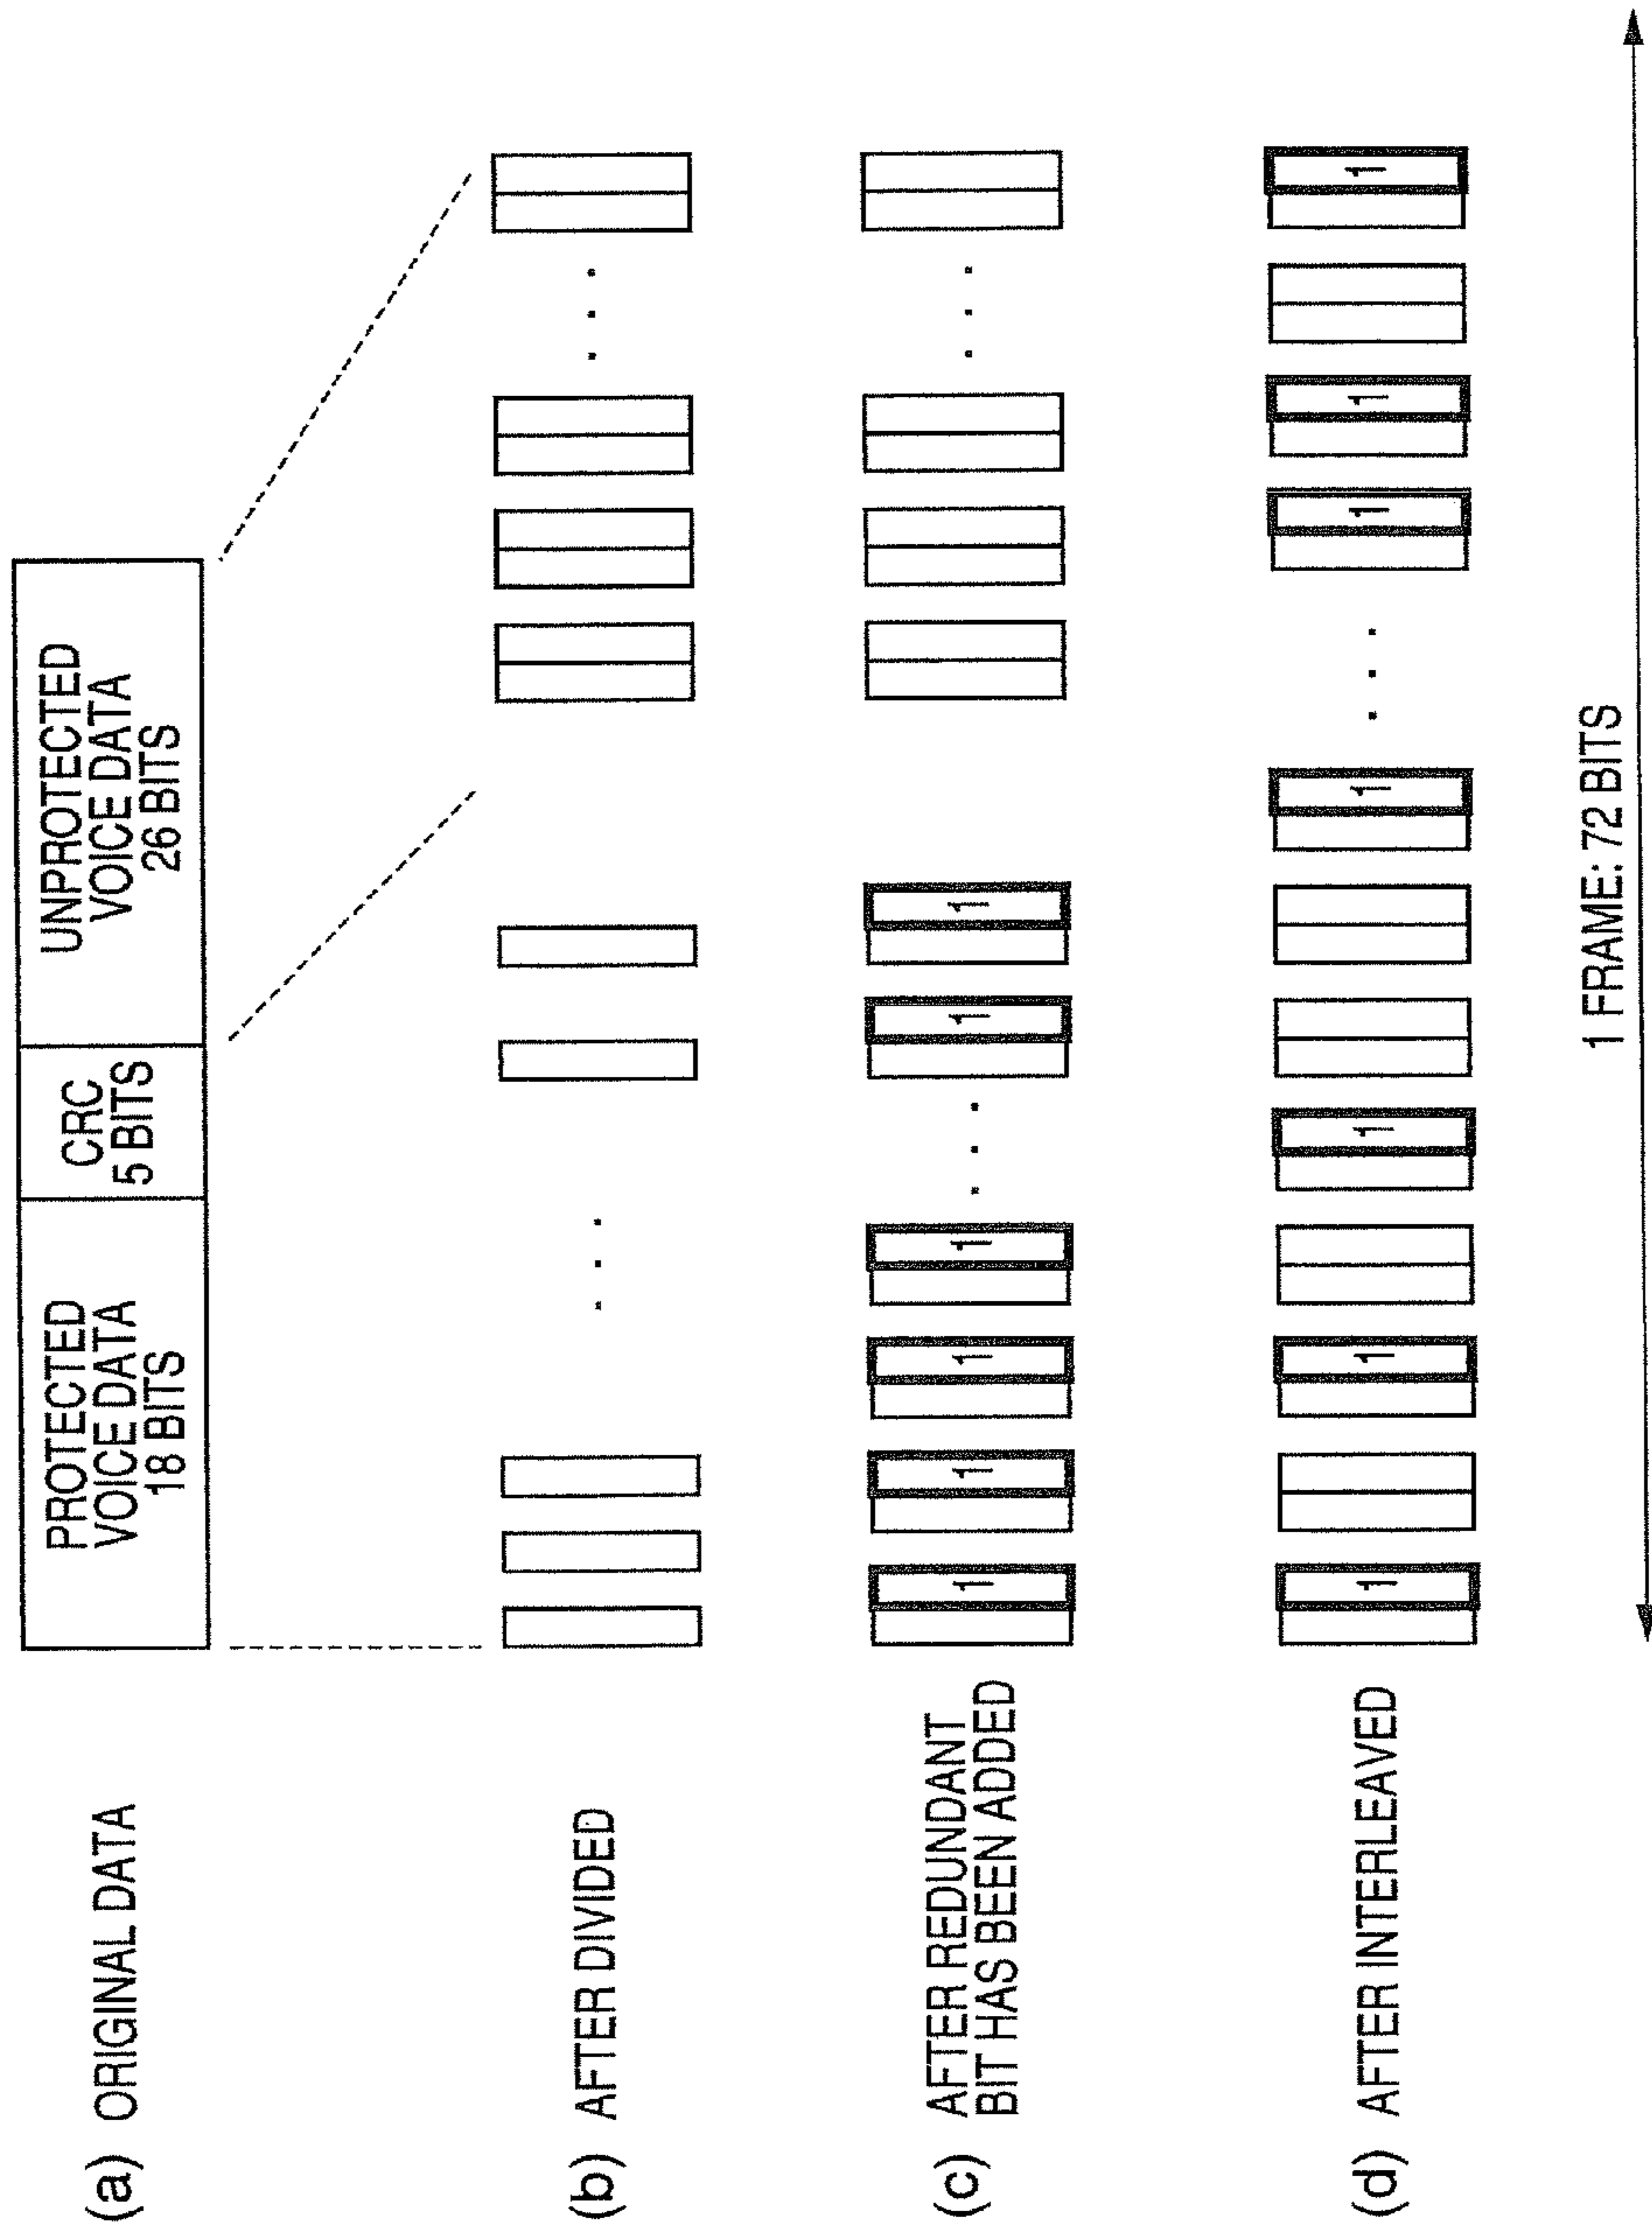 (a) ORIGINAL DATA
PROTECTED
VOICE DATA
18 BITS
CRC
5 BITS
UNPROTECTED
VOICE DATA
26 BITS
(b) AFTER DIVIDED
(c) AFTER REDUNDANT
BIT HAS BEEN ADDED
1 1 1 1 1 1
(d) AFTER INTERLEAVED
1 1 1 1 1 1 1
1 FRAME: 72 BITS